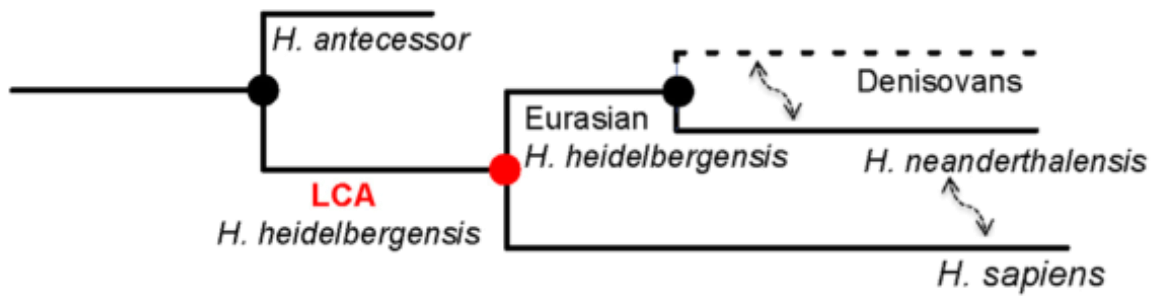 H. antecessor
Denisovans
Eurasian
H. heidelbergensis
H. neanderthalensis
LCA
H. heidelbergensis
H. sapiens